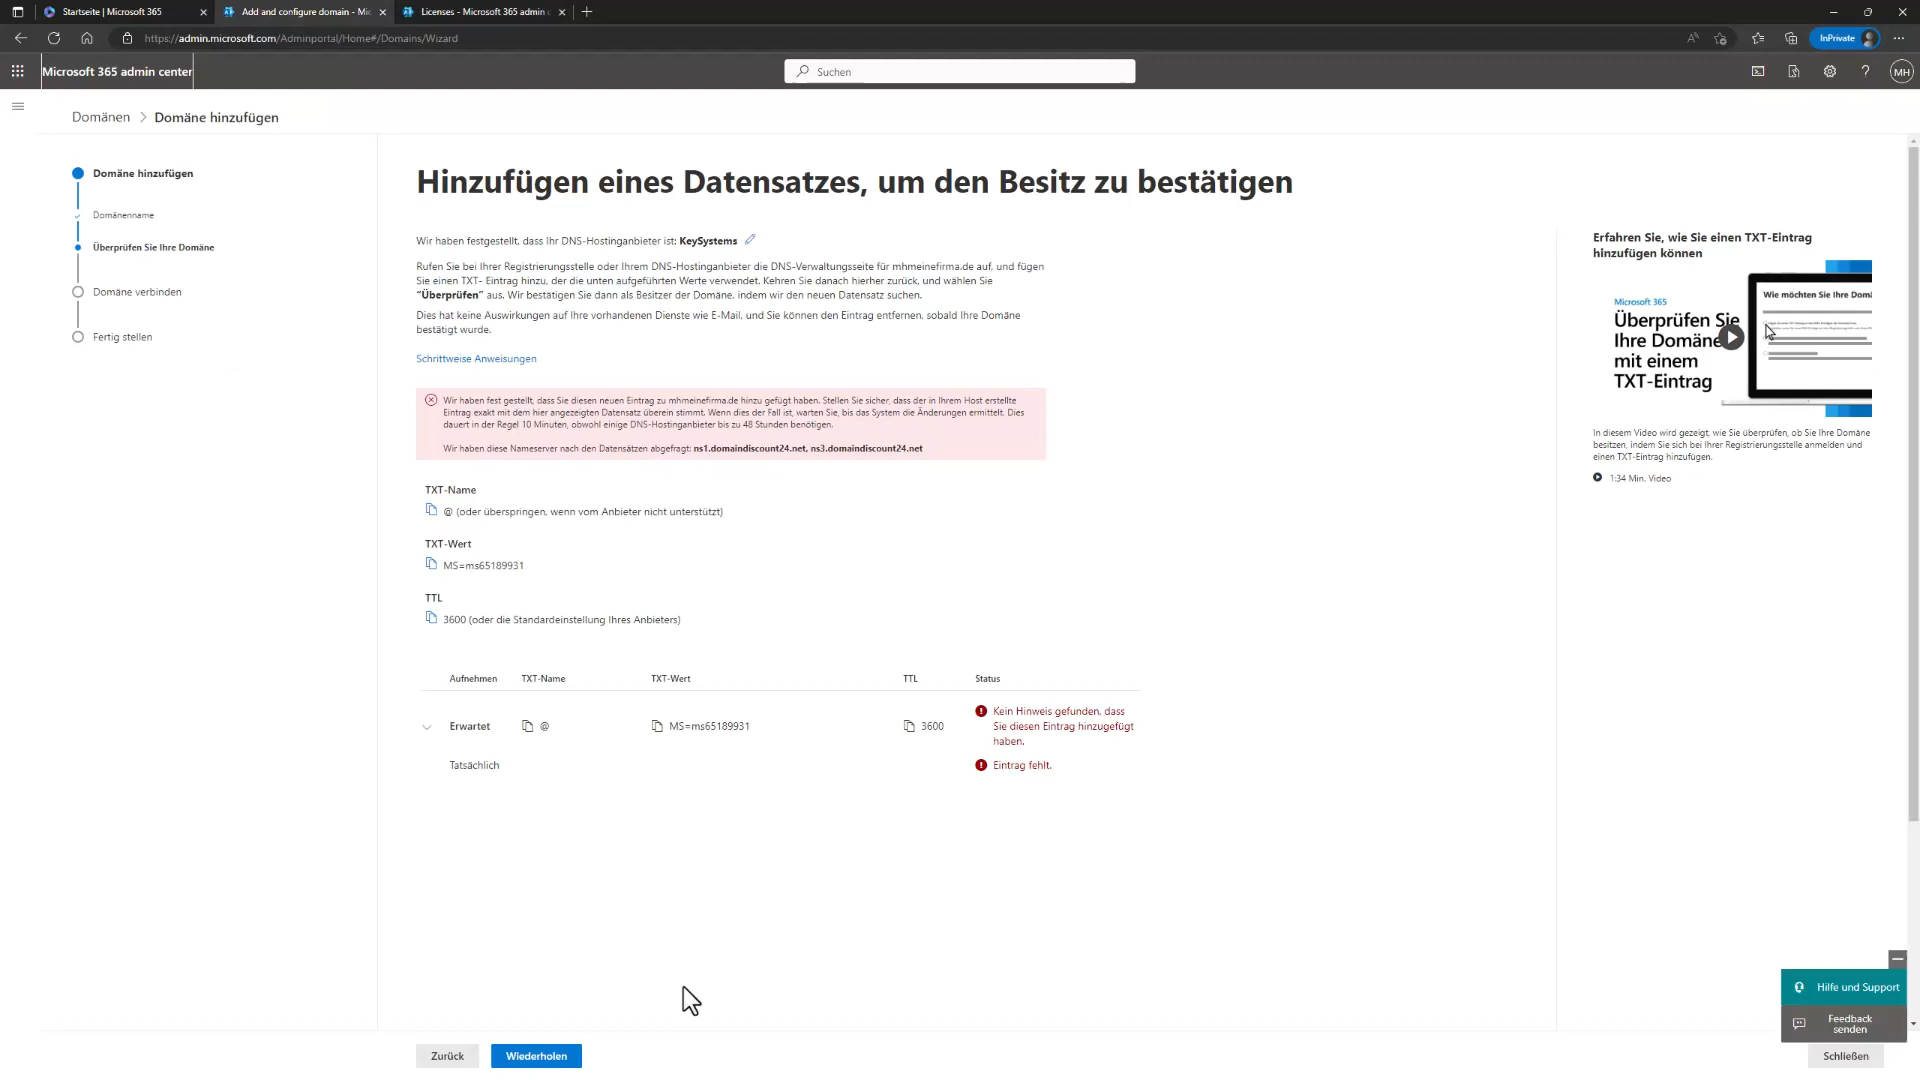 Startseite | Microsoft 365
Add and configure domain - Mic
Licenses - Microsoft 365 admin c
https://admin.microsoft.com/Adminportal/Home#/Domains/Wizard
InPrivate
Microsoft 365 admin center
Suchen
MH
Domänen > Domäne hinzufügen
Domäne hinzufügen
Domänenname
Überprüfen Sie Ihre Domäne
Domäne verbinden
Fertig stellen
Hinzufügen eines Datensatzes, um den Besitz zu bestätigen
Wir haben festgestellt, dass Ihr DNS-Hostinganbieter ist: KeySystems
Rufen Sie bei Ihrer Registrierungsstelle oder Ihrem DNS-Hostinganbieter die DNS-Verwaltungsseite für mhmeinefirma.de auf, und fügen
Sie einen TXT- Eintrag hinzu, der die unten aufgeführten Werte verwendet. Kehren Sie danach hierher zurück, und wählen Sie
“Überprüfen” aus. Wir bestätigen Sie dann als Besitzer der Domäne, indem wir den neuen Datensatz suchen.
Dies hat keine Auswirkungen auf Ihre vorhandenen Dienste wie E-Mail, und Sie können den Eintrag entfernen, sobald Ihre Domäne
bestätigt wurde.
Schrittweise Anweisungen
Wir haben fest gestellt, dass Sie diesen neuen Eintrag zu mhmeinefirma.de hinzu gefügt haben. Stellen Sie sicher, dass der in Ihrem Host erstellte
Eintrag exakt mit dem hier angezeigten Datensatz überein stimmt. Wenn dies der Fall ist, warten Sie, bis das System die Änderungen ermittelt. Dies
dauert in der Regel 10 Minuten, obwohl einige DNS-Hostinganbieter bis zu 48 Stunden benötigen.
Wir haben diese Nameserver nach den Datensätzen abgefragt: ns1.domaindiscount24.net, ns3.domaindiscount24.net
TXT-Name
@ (oder überspringen, wenn vom Anbieter nicht unterstützt)
TXT-Wert
MS=ms65189931
TTL
3600 (oder die Standardeinstellung Ihres Anbieters)
Aufnehmen TXT-Name TXT-Wert TTL Status
Erwartet @ MS=ms65189931 3600 Kein Hinweis gefunden, dass
Sie diesen Eintrag hinzugefügt
haben.
Tatsächlich Eintrag fehlt.
Erfahren Sie, wie Sie einen TXT-Eintrag
hinzufügen können
Microsoft 365
Überprüfen Sie
Ihre Domäne
mit einem
TXT-Eintrag
Wie möchten Sie Ihre Domä
In diesem Video wird gezeigt, wie Sie überprüfen, ob Sie Ihre Domäne
besitzen, indem Sie sich bei Ihrer Registrierungsstelle anmelden und
einen TXT-Eintrag hinzufügen.
1:34 Min. Video
Hilfe und Support
Feedback
senden
Zurück
Wiederholen
Schließen